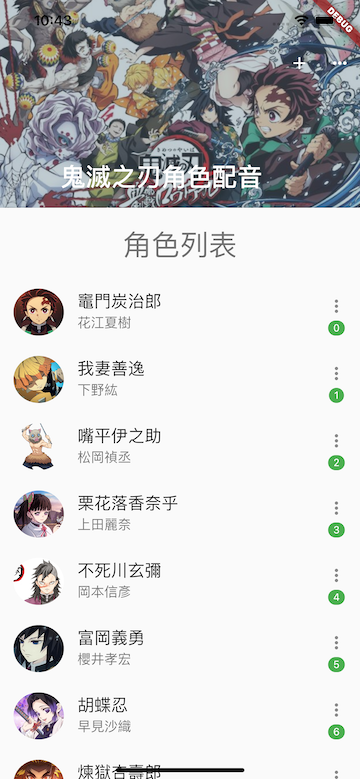 10:43
DEBUG
鬼滅之刃角色配音
角色列表
竈門炭治郎
花江夏樹
0
我妻善逸
下野紘
1
嘴平伊之助
松岡禎丞
2
栗花落香奈乎
上田麗奈
3
不死川玄彌
岡本信彥
4
富岡義勇
櫻井孝宏
5
胡蝶忍
早見沙織
6
煉獄杏壽郎